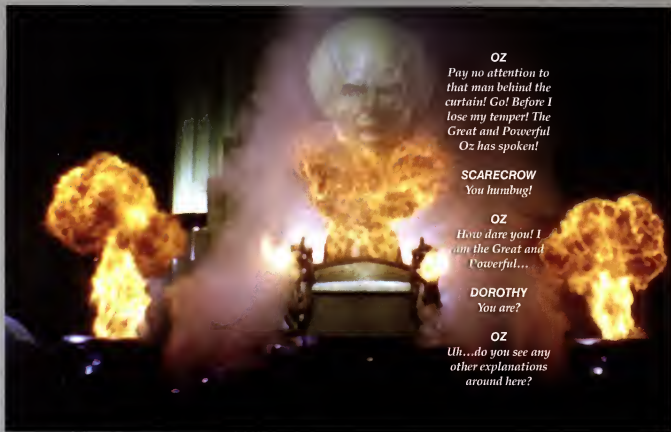 OZ
Pay no attention to
that man behind the
curtain! Go! Before I
lose my temper! The
Great and Powerful
Oz has spoken!
SCARECROW
You humbug!
OZ
How dare you! I
am the Great and
Powerful...
DOROTHY
You are?
OZ
Uh...do you see any
other explanations
around here?